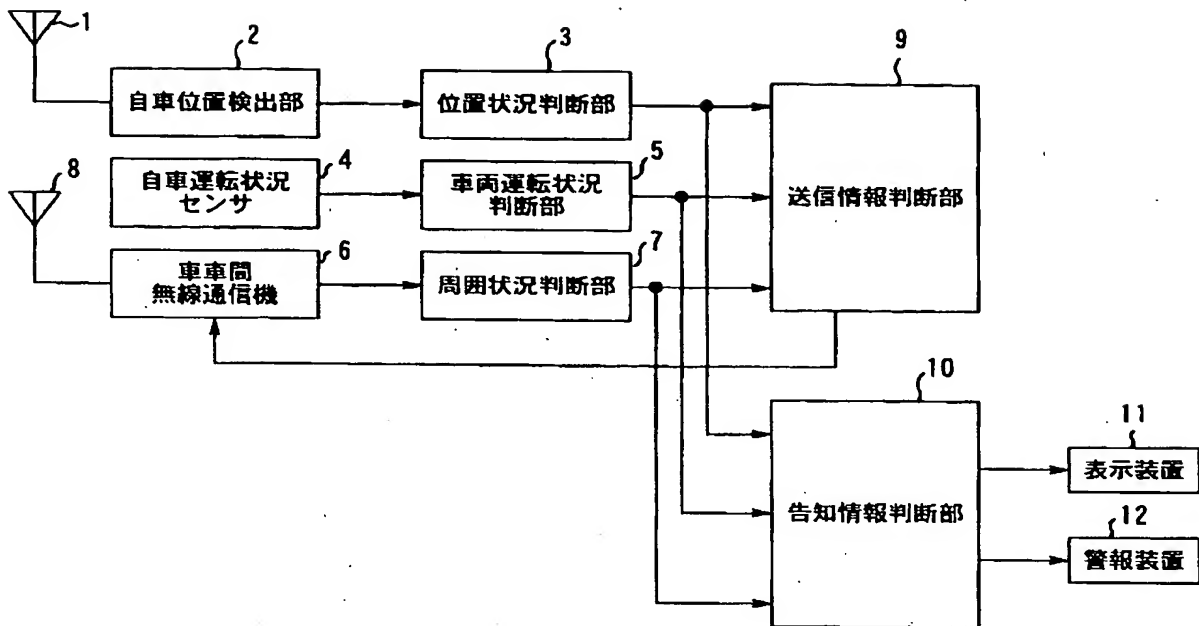 1
2
自車位置検出部
3
位置状況判断部
9
送信情報判断部
8
4
自車運転状況
センサ
5
車両運転状況
判断部
6
車車間
無線通信機
7
周囲状況判断部
10
告知情報判断部
11
表示装置
12
警報装置